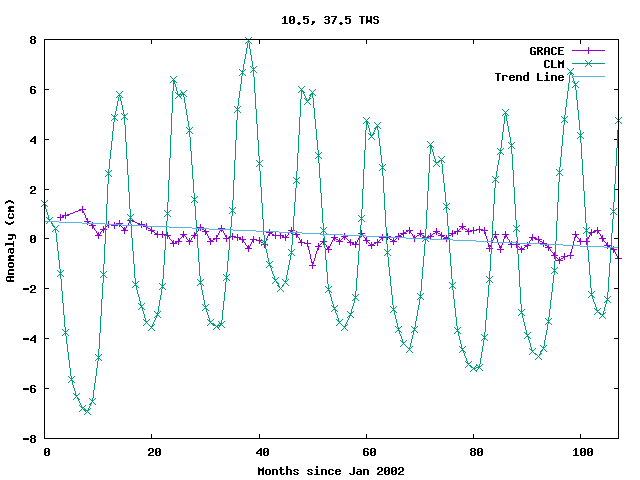 10.5, 37.5 TWS
GRACE
CLM
Trend Line
8
6
4
2
0
-2
-4
-6
-8
Anomaly (cm)
0 20 40 60 80 100
Months since Jan 2002